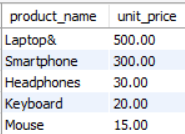 product_name unit_price
Laptop& 500.00
Smartphone 300.00
Headphones 30.00
Keyboard 20.00
Mouse 15.00